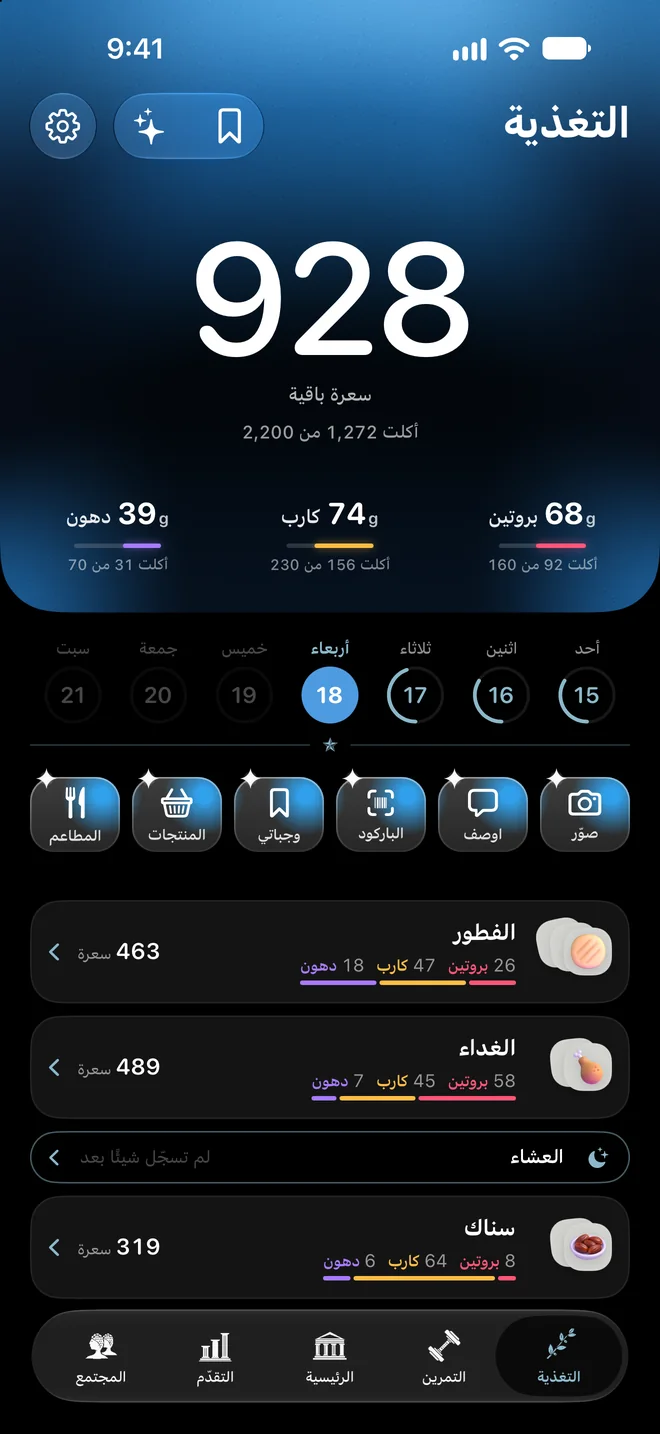 9:41
التغذية
928
سعرة باقية
أكلت 1,272 من 2,200
68g بروتين
74g كارب
39g دهون
أكلت 92 من 160
أكلت 156 من 230
أكلت 31 من 70
أحد اثنين ثلاثاء أربعاء خميس جمعة سبت
15 16 17 18 19 20 21
صوّر اوصف الباركود وجباتي المنتجات المطاعم
الفطور
26 بروتين 47 كارب 18 دهون
463 سعرة
الغداء
58 بروتين 45 كارب 7 دهون
489 سعرة
العشاء
لم تسجّل شيئًا بعد
سناك
8 بروتين 64 كارب 6 دهون
319 سعرة
التغذية التمرين الرئيسية التقدّم المجتمع